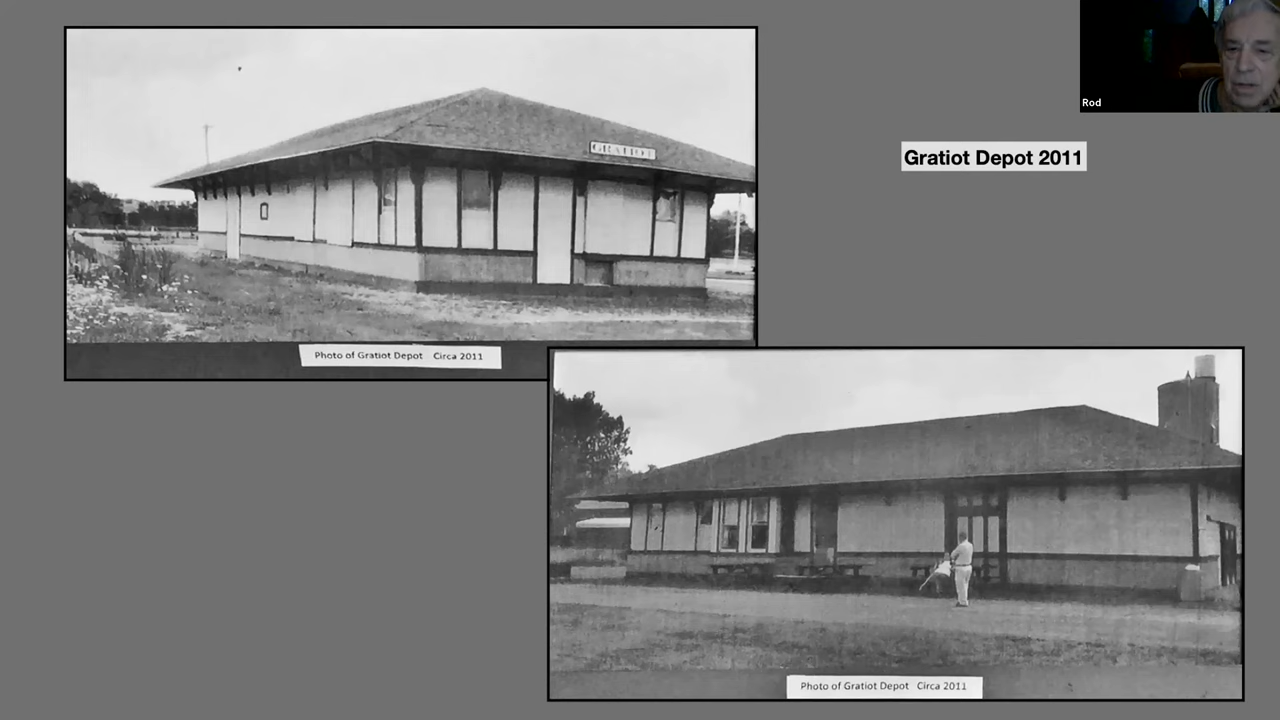 Rod
Gratiot Depot 2011
GRATIOT
Photo of Gratiot Depot Circa 2011
Photo of Gratiot Depot Circa 2011